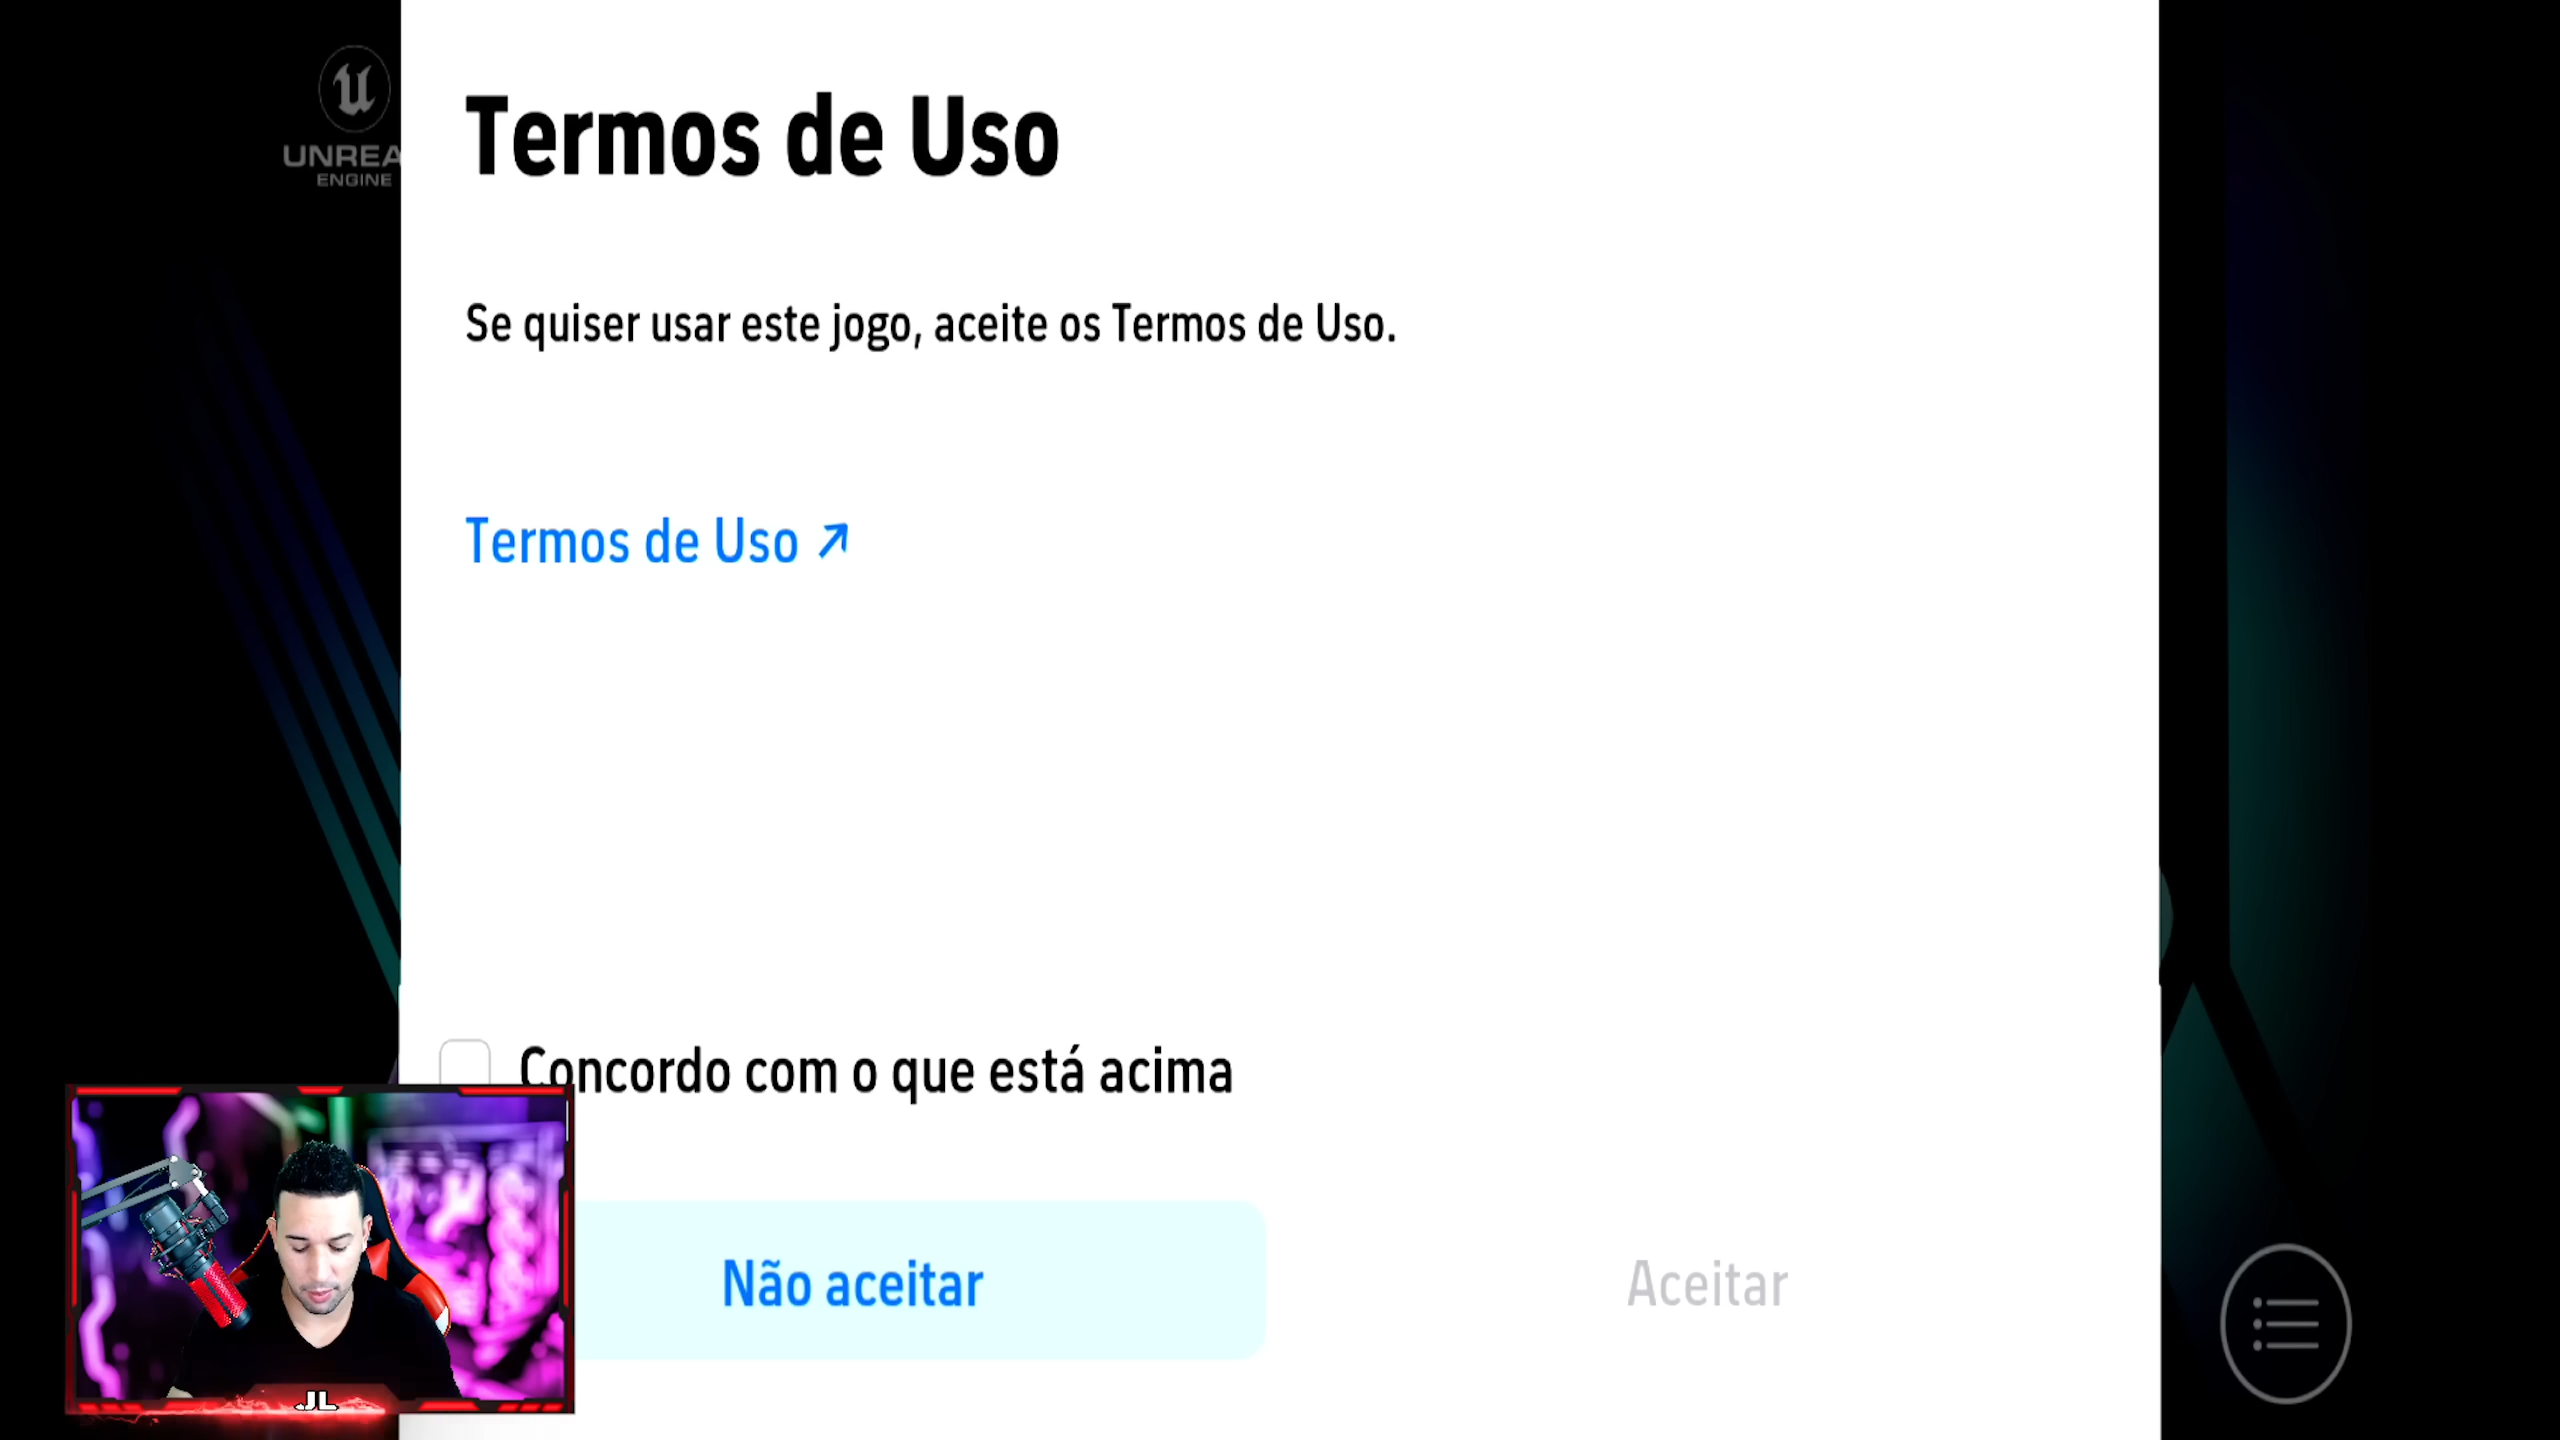 UNREA
ENGINE
Termos de Uso
Se quiser usar este jogo, aceite os Termos de Uso.
Termos de Uso ↗
Concordo com o que está acima
Não aceitar
Aceitar
JL